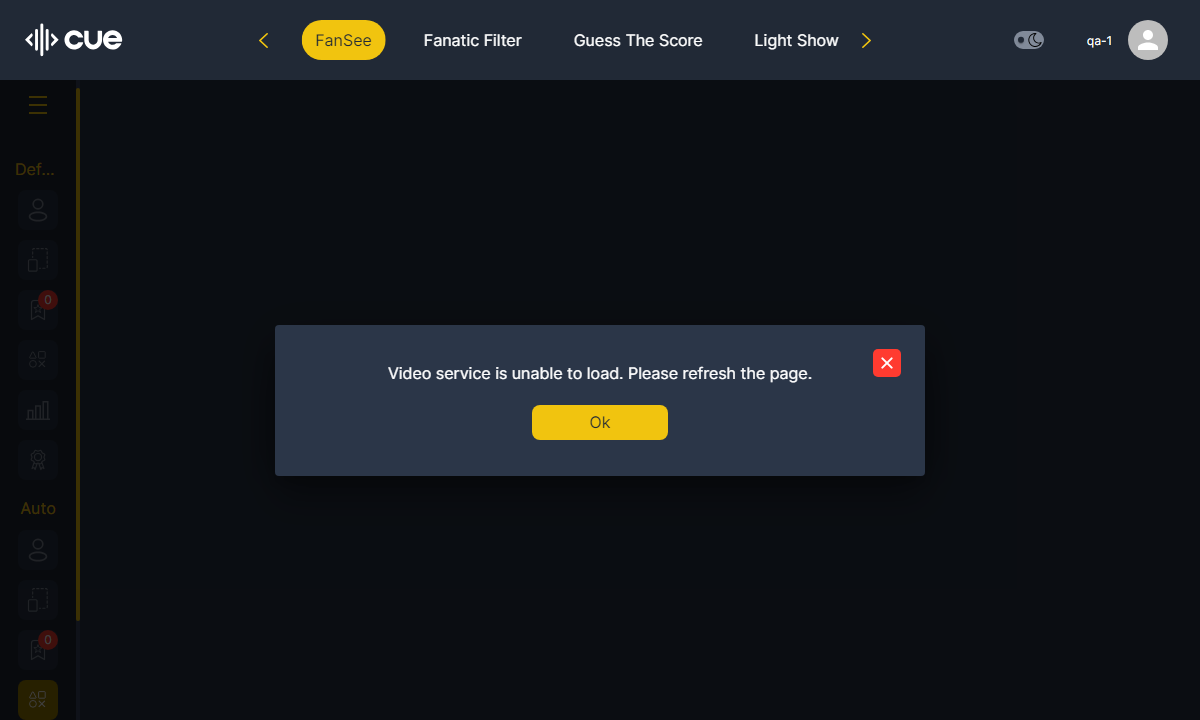 cue
FanSee
Fanatic Filter
Guess The Score
Light Show
qa-1
Def...
0
Video service is unable to load. Please refresh the page.
Ok
Auto
0